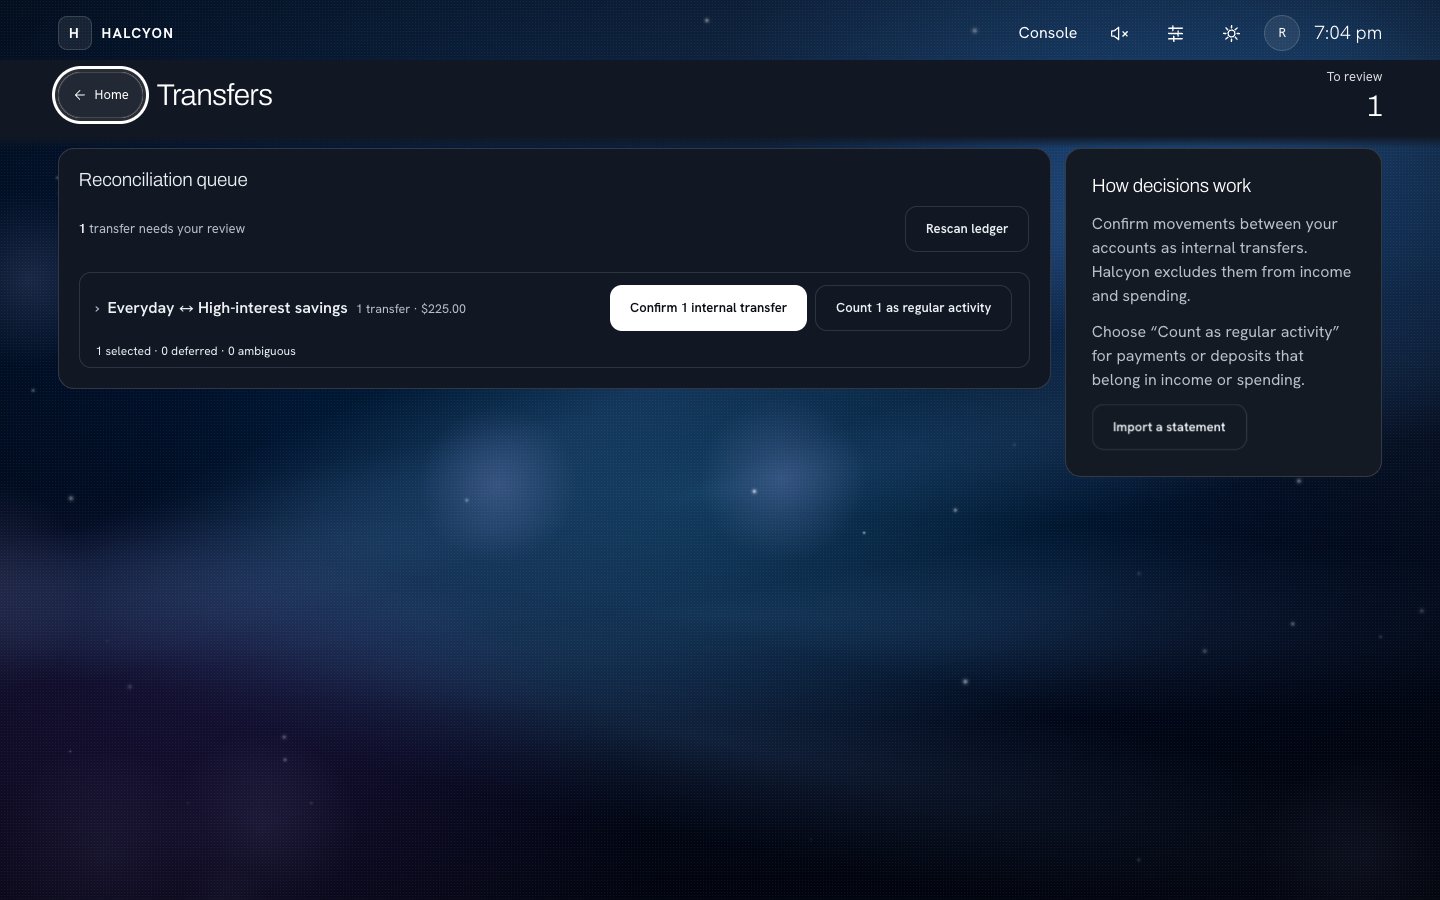 H HALCYON
Console
R 7:04 pm
← Home Transfers
To review
1
Reconciliation queue
1 transfer needs your review
Rescan ledger
› Everyday ↔ High-interest savings 1 transfer · $225.00
Confirm 1 internal transfer
Count 1 as regular activity
1 selected · 0 deferred · 0 ambiguous
How decisions work
Confirm movements between your
accounts as internal transfers.
Halcyon excludes them from income
and spending.
Choose “Count as regular activity”
for payments or deposits that
belong in income or spending.
Import a statement